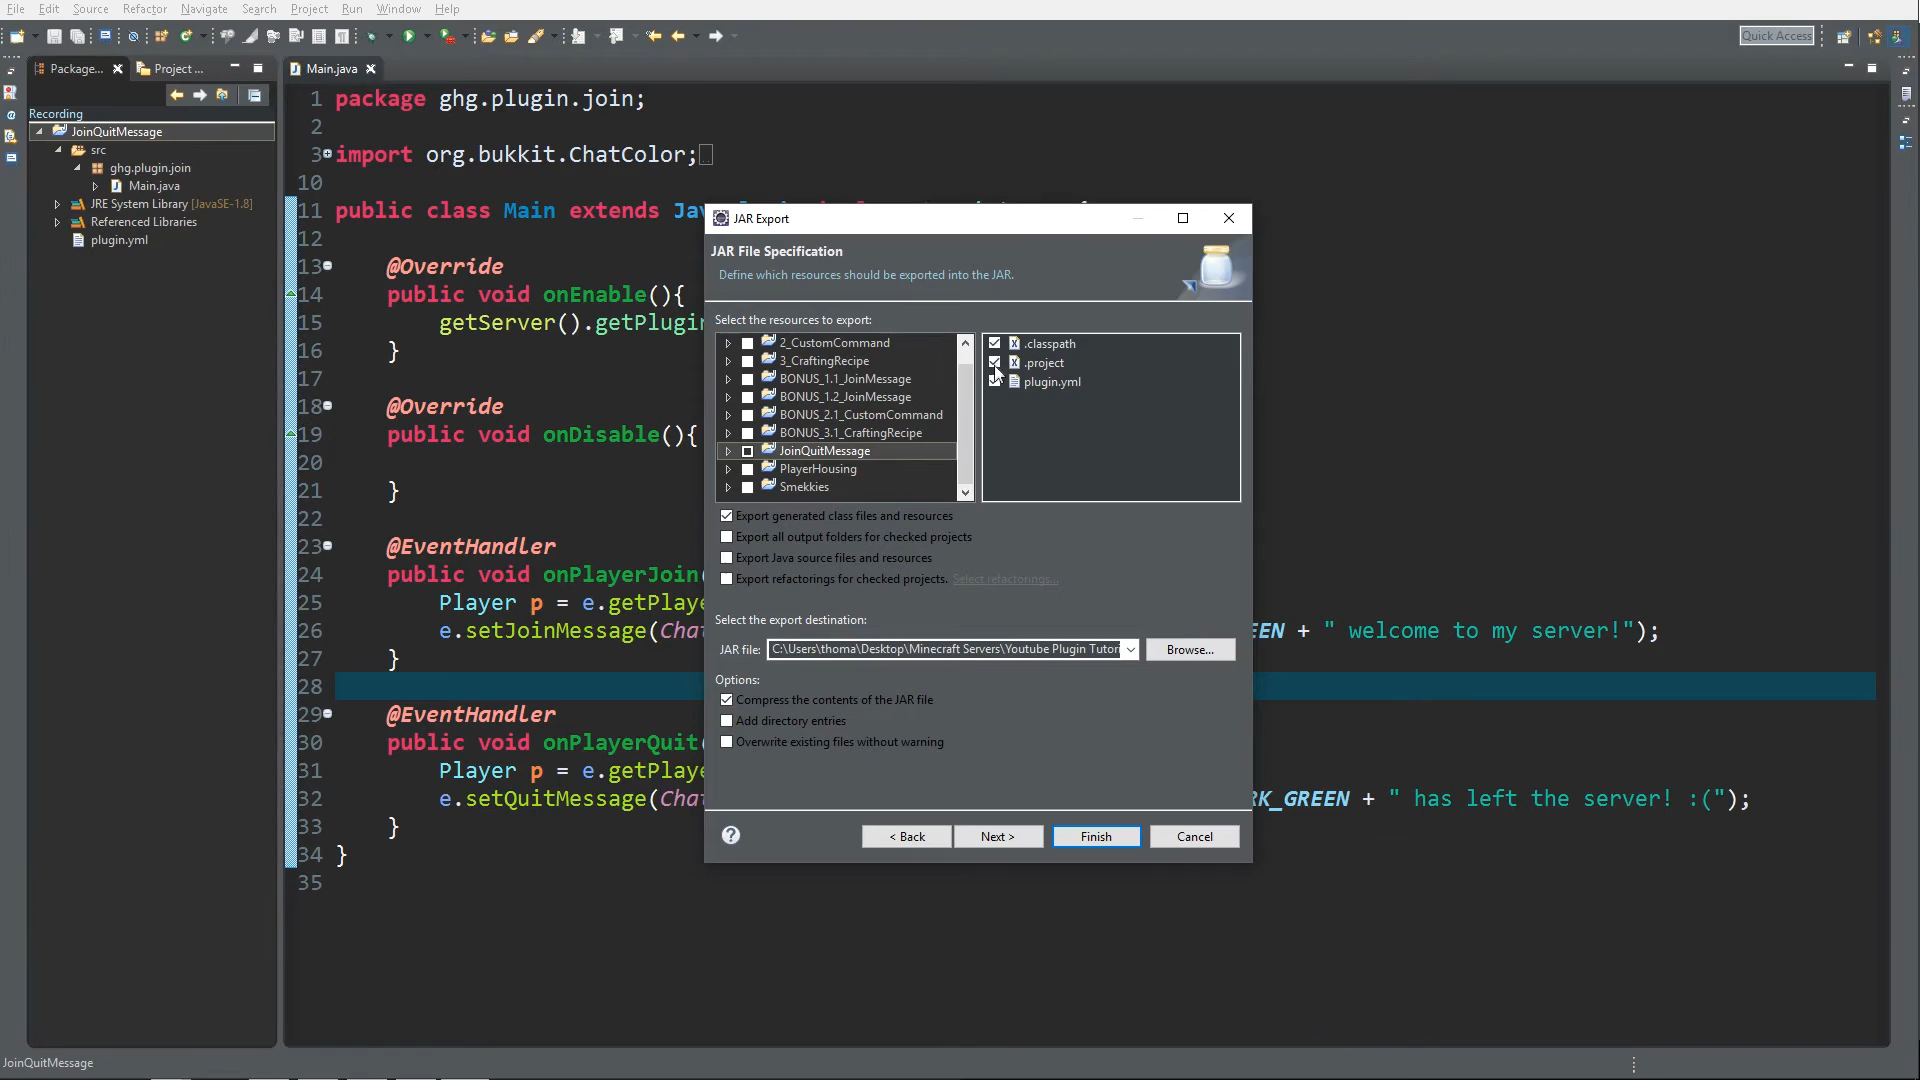 File Edit Source Refactor Navigate Search Project Run Window Help
Quick Access
Package...
Project ...
Main.java
Recording
JoinQuitMessage
src
ghg.plugin.join
Main.java
JRE System Library [JavaSE-1.8]
Referenced Libraries
plugin.yml
1 package ghg.plugin.join;
2
3 import org.bukkit.ChatColor;
10
11 public class Main extends
12
13 @Override
14 public void onEnable(){
15 getServer().
16 }
17
18 @Override
19 public void onDisable(){
20
21 }
22
23 @EventHandler
24 public void onPlayerJoin
25 Player p =
26 e.setJoinMessage( + " welcome to my server!");
27 }
28
29 @EventHandler
30 public void onPlayerQuit
31 Player p =
32 e.setQuitMessage( + " has left the server! :(");
33 }
34 }
35
JAR Export
JAR File Specification
Define which resources should be exported into the JAR.
Select the resources to export:
2_CustomCommand
3_CraftingRecipe
BONUS_1.1_JoinMessage
BONUS_1.2_JoinMessage
BONUS_2.1_CustomCommand
BONUS_3.1_CraftingRecipe
JoinQuitMessage
PlayerHousing
Smekkies
.classpath
.project
plugin.yml
Export generated class files and resources
Export all output folders for checked projects
Export Java source files and resources
Export refactorings for checked projects. Select refactorings...
Select the export destination:
JAR file: C:\Users\thoma\Desktop\Minecraft Servers\Youtube Plugin Tutori
Browse...
Options:
Compress the contents of the JAR file
Add directory entries
Overwrite existing files without warning
< Back Next > Finish Cancel
JoinQuitMessage